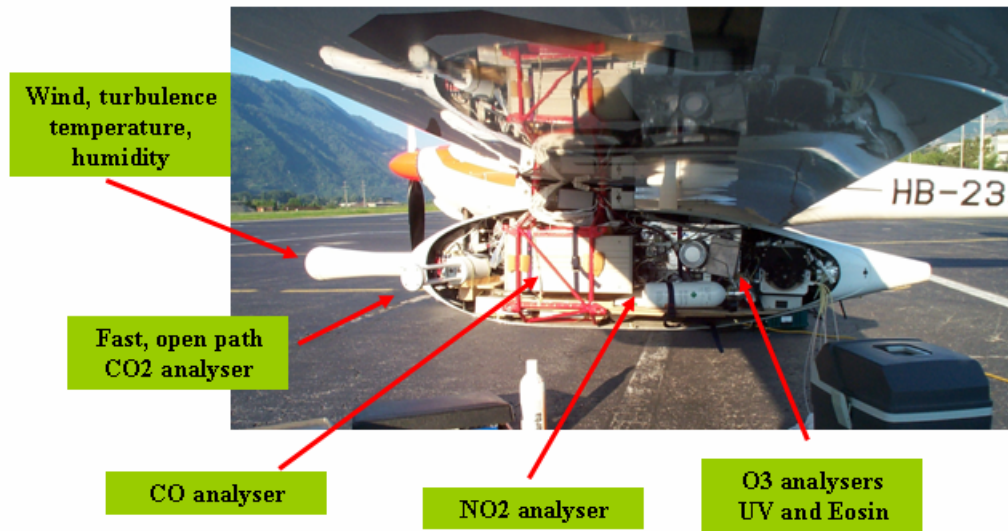 Wind, turbulence
temperature,
humidity
HB-23
Fast, open path
CO2 analyser
CO analyser
NO2 analyser
O3 analysers
UV and Eosin